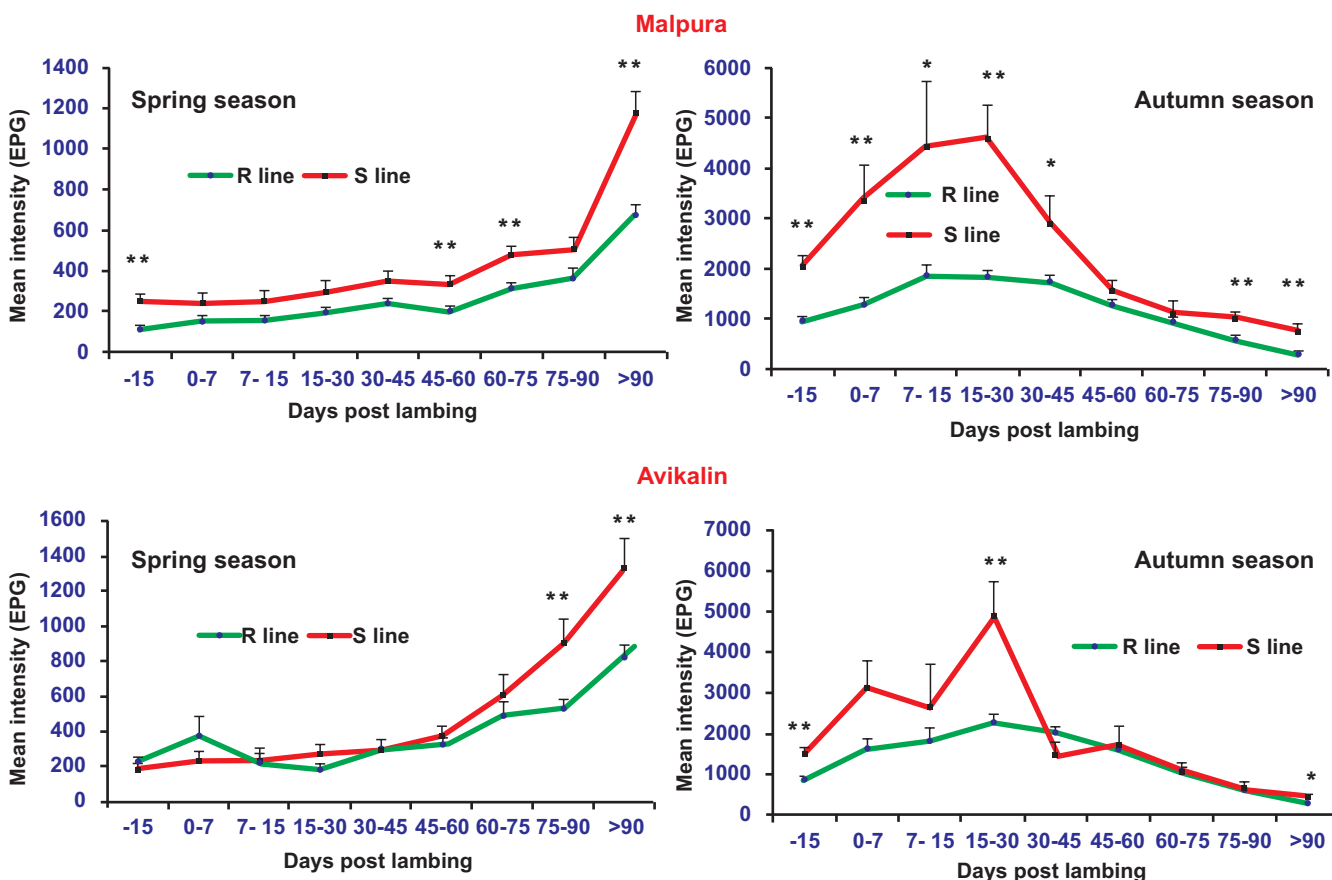 Malpura
1400
1200
1000
800
600
400
200
0
Mean intensity (EPG)
Spring season
R line
S line
**
**
**
**
-15 0-7 7- 15 15-30 30-45 45-60 60-75 75-90 >90
Days post lambing
6000
5000
4000
3000
2000
1000
0
Mean intensity (EPG)
Autumn season
R line
S line
**
**
*
**
*
**
**
-15 0-7 7- 15 15-30 30-45 45-60 60-75 75-90 >90
Days post lambing
Avikalin
1600
1400
1200
1000
800
600
400
200
0
Mean intensity (EPG)
Spring season
R line
S line
**
**
-15 0-7 7- 15 15-30 30-45 45-60 60-75 75-90 >90
Days post lambing
7000
6000
5000
4000
3000
2000
1000
0
Mean intensity (EPG)
Autumn season
R line
S line
**
**
*
-15 0-7 7- 15 15-30 30-45 45-60 60-75 75-90 >90
Days post lambing